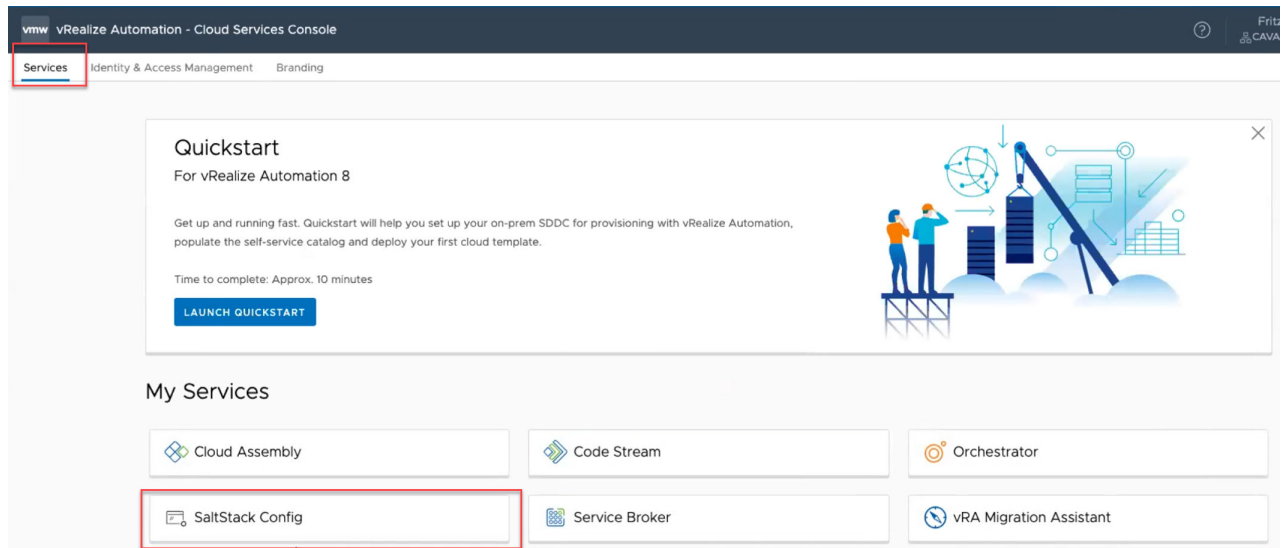 vmw vRealize Automation - Cloud Services Console
Fritz
CAVA
Services Identity & Access Management Branding
Quickstart
For vRealize Automation 8
Get up and running fast. Quickstart will help you set up your on-prem SDDC for provisioning with vRealize Automation,
populate the self-service catalog and deploy your first cloud template.
Time to complete: Approx. 10 minutes
LAUNCH QUICKSTART
My Services
Cloud Assembly Code Stream Orchestrator
SaltStack Config Service Broker vRA Migration Assistant